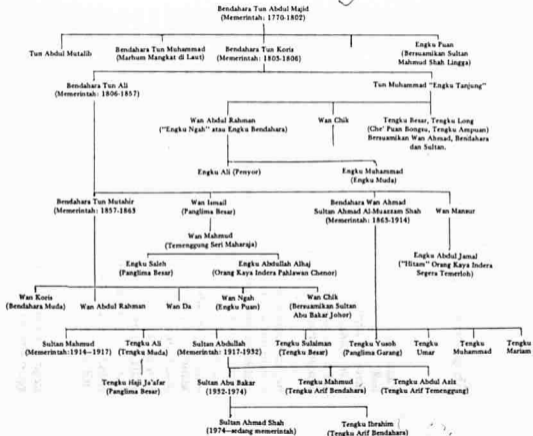 Bendahara Tun Abdul Majid
(Memerintah: 1770-1802)
Tun Abdul Mutalib
Bendahara Tun Muhammad
(Marhum Mangkat di Laut)
Bendahara Tun Koris
(Memerintah: 1803-1806)
Engku Puan
(Bersuamikan Sultan
Mahmud Shah Lingga)
Bendahara Tun Ali
(Memerintah: 1806-1857)
Tun Muhammad "Engku Tanjung"
Wan Abdul Rahman
("Engku Ngah" atau Engku Bendahara)
Wan Chik
Tengku Besar, Tengku Long
(Che' Puan Bongsu, Tengku Ampuan)
Bersuamikan Wan Ahmad, Bendahara
dan Sultan.
Engku Ali (Penyor)
Engku Muhammad
(Engku Muda)
Bendahara Tun Mutahir
(Memerintah: 1857-1863
Wan Ismail
(Panglima Besar)
Bendahara Wan Ahmad
Sultan Ahmad Al-Muazzam Shah
(Memerintah: 1863-1914)
Wan Mansur
Wan Mahmud
(Temenggung Seri Maharaja)
Engku Saleh
(Panglima Besar)
Engku Abdullah Alhaj
(Orang Kaya Indera Pahlawan Chenor)
Engku Abdul Jamal
("Hitam" Orang Kaya Indera
Segera Temerloh)
Wan Koris
(Bendahara Muda)
Wan Abdul Rahman
Wan Da
Wan Ngah
(Engku Puan)
Wan Chik
(Bersuamikan Sultan
Abu Bakar Johor)
Sultan Mahmud
(Memerintah:1914-1917)
Tengku Ali
(Tengku Muda)
Sultan Abdullah
(Memerintah: 1917-1932)
Tengku Sulaiman
(Tengku Besar)
Tengku Yusoh
(Panglima Garang)
Tengku
Umar
Tengku
Muhammad
Tengku
Mariam
Tengku Haji Ja'afar
(Panglima Besar)
Sultan Abu Bakar
(1932-1974)
Tengku Mahmud
(Tengku Arif Bendahara)
Tengku Abdul Aziz
(Tengku Arif Temenggung)
Sultan Ahmad Shah
(1974-sedang memerintah)
Tengku Ibrahim
(Tengku Arif Bendahara)